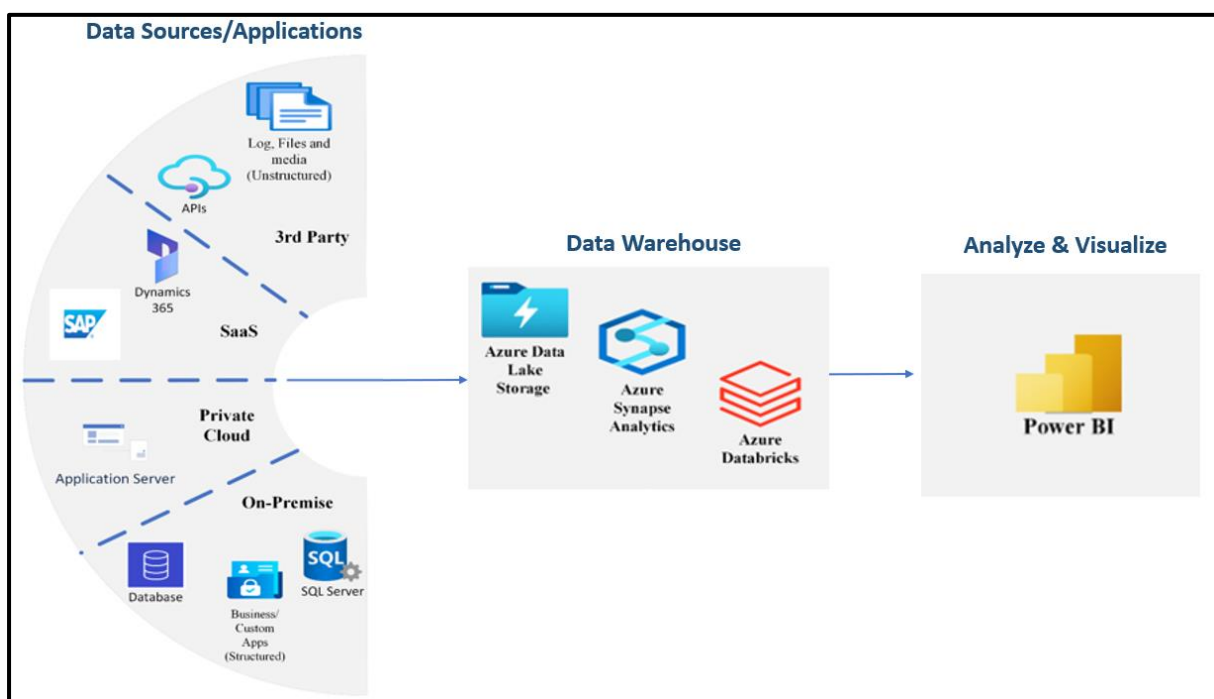 Data Sources/Applications
Log, Files and
media
(Unstructured)
APIs
3rd Party
Dynamics
365
SAP
SaaS
Private
Cloud
Application Server
On-Premise
Database
Business/
Custom
Apps
(Structured)
SQL
SQL Server
Data Warehouse
Azure Data
Lake
Storage
Azure
Synapse
Analytics
Azure
Databricks
Analyze & Visualize
Power BI